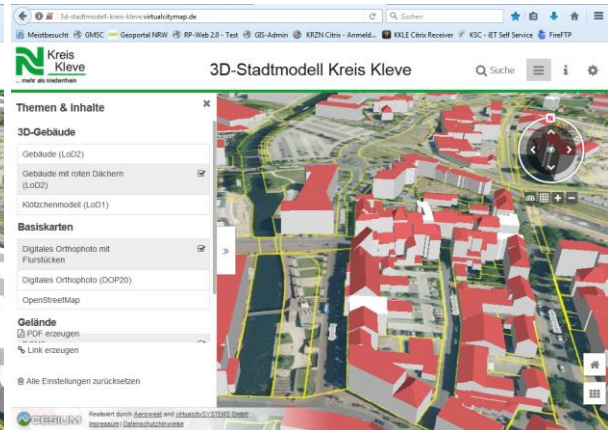 3d-stadtmodell-kreis-kleve.virtualcitymap.de
Suchen
Meistbesucht GMSC Geoportal NRW RP-Web 2.0 - Test GIS-Admin KRZN Citrix - Anmeld... KKLE Citrix Receiver KSC - iET Self Service FireFTP
Kreis
Kleve
... mehr als niederrhein
3D-Stadtmodell Kreis Kleve
Suche
Themen & Inhalte
3D-Gebäude
Gebäude (LoD2)
Gebäude mit roten Dächern
(LoD2)
Klötzchenmodell (LoD1)
Basiskarten
Digitales Orthophoto mit
Flurstücken
Digitales Orthophoto (DOP20)
OpenStreetMap
Gelände
PDF erzeugen
Link erzeugen
Alle Einstellungen zurücksetzen
N
CESIUM
Realisiert durch Aerowest and virtualcitySYSTEMS GmbH
Impressum | Datenschutzhinweise